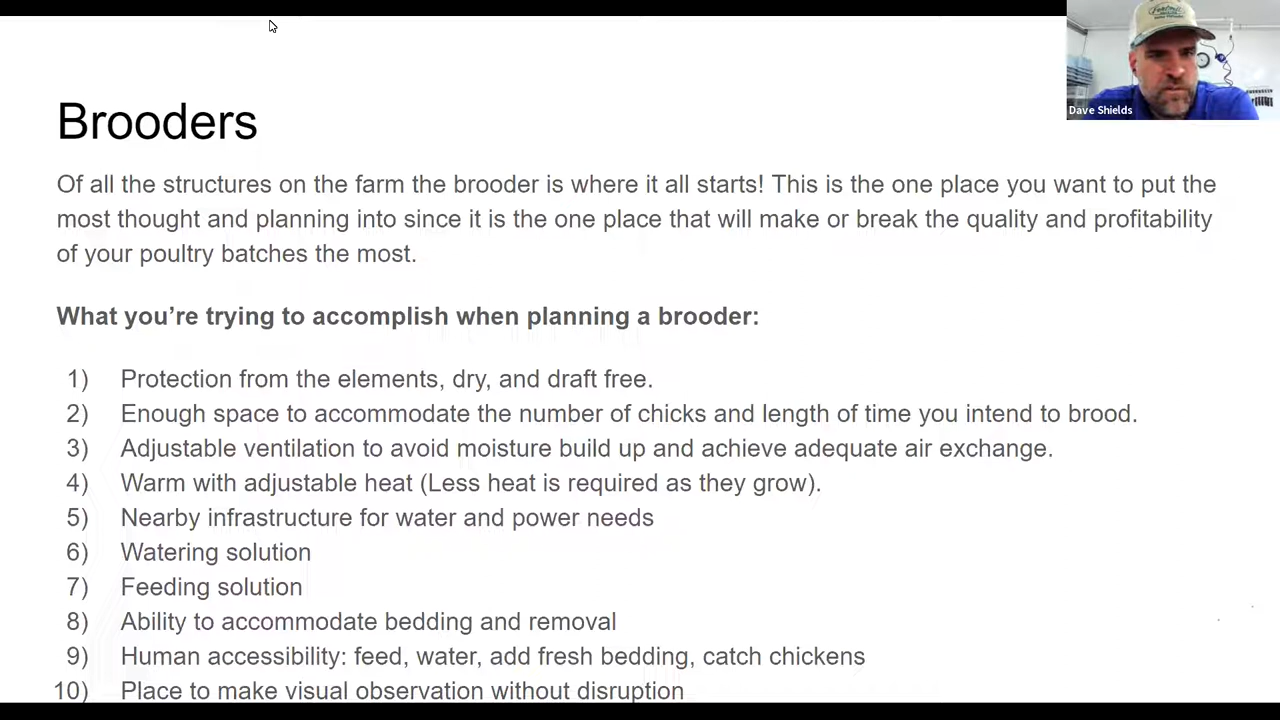 Brooders
Of all the structures on the farm the brooder is where it all starts! This is the one place you want to put the
most thought and planning into since it is the one place that will make or break the quality and profitability
of your poultry batches the most.
What you’re trying to accomplish when planning a brooder:
1) Protection from the elements, dry, and draft free.
2) Enough space to accommodate the number of chicks and length of time you intend to brood.
3) Adjustable ventilation to avoid moisture build up and achieve adequate air exchange.
4) Warm with adjustable heat (Less heat is required as they grow).
5) Nearby infrastructure for water and power needs
6) Watering solution
7) Feeding solution
8) Ability to accommodate bedding and removal
9) Human accessibility: feed, water, add fresh bedding, catch chickens
10) Place to make visual observation without disruption
Dave Shields